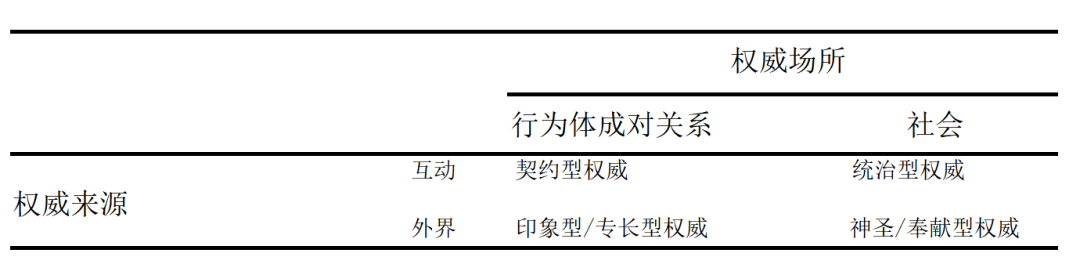 权威场所
行为体成对关系 社会
互动 契约型权威 统治型权威
权威来源
外界 印象型/专长型权威 神圣/奉献型权威